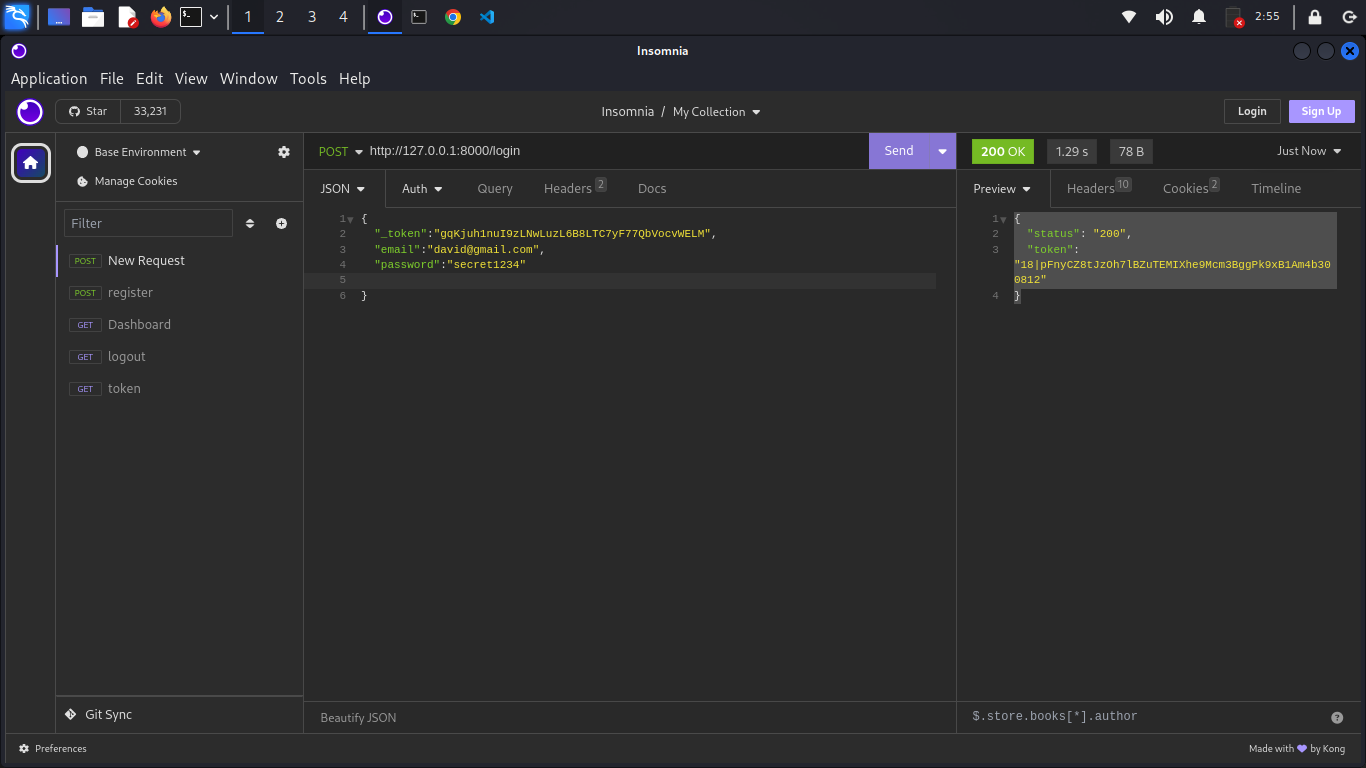 1 2 3 4 2:55
Insomnia
Application File Edit View Window Tools Help
Star 33,231 Insomnia / My Collection Login Sign Up
Base Environment
Manage Cookies
Filter
POST New Request
POST register
GET Dashboard
GET logout
GET token
Git Sync
POST http://127.0.0.1:8000/login Send
JSON Auth Query Headers 2 Docs
1 {
2 "_token":"gqKjuh1nuI9zLNwLuzL6B8LTC7yF77QbVocvWELM",
3 "email":"david@gmail.com",
4 "password":"secret1234"
5
6 }
Beautify JSON
200 OK 1.29 s 78 B Just Now
Preview Headers 10 Cookies 2 Timeline
1 {
2 "status": "200",
3 "token":
"18|pFnyCZ8tJzOh7lBZuTEMIXhe9Mcm3BggPk9xB1Am4b30
0812"
4 }
$.store.books[*].author
Preferences Made with by Kong